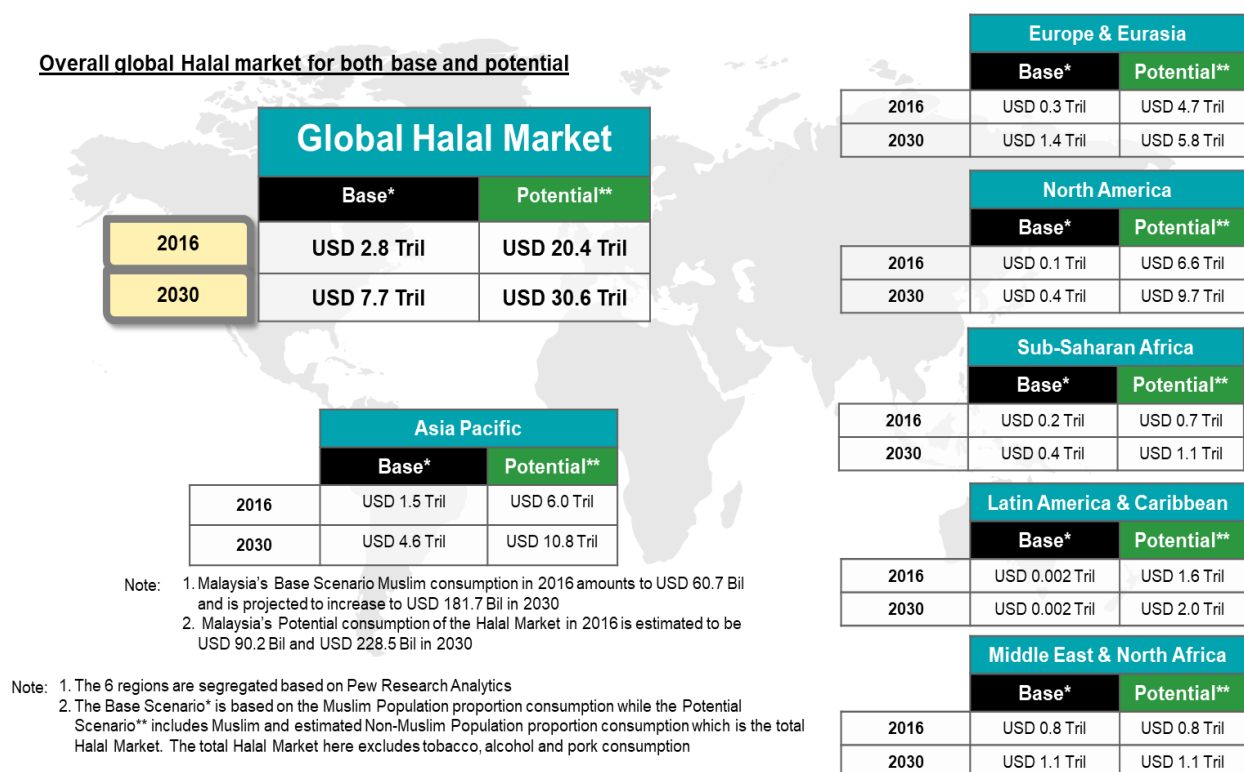 Overall global Halal market for both base and potential
Global Halal Market
Base* Potential**
2016 USD 2.8 Tril USD 20.4 Tril
2030 USD 7.7 Tril USD 30.6 Tril
Asia Pacific
Base* Potential**
2016 USD 1.5 Tril USD 6.0 Tril
2030 USD 4.6 Tril USD 10.8 Tril
Note: 1. Malaysia's Base Scenario Muslim consumption in 2016 amounts to USD 60.7 Bil
and is projected to increase to USD 181.7 Bil in 2030
2. Malaysia's Potential consumption of the Halal Market in 2016 is estimated to be
USD 90.2 Bil and USD 228.5 Bil in 2030
Note: 1. The 6 regions are segregated based on Pew Research Analytics
2. The Base Scenario* is based on the Muslim Population proportion consumption while the Potential
Scenario** includes Muslim and estimated Non-Muslim Population proportion consumption which is the total
Halal Market. The total Halal Market here excludes tobacco, alcohol and pork consumption
Europe & Eurasia
Base* Potential**
2016 USD 0.3 Tril USD 4.7 Tril
2030 USD 1.4 Tril USD 5.8 Tril
North America
Base* Potential**
2016 USD 0.1 Tril USD 6.6 Tril
2030 USD 0.4 Tril USD 9.7 Tril
Sub-Saharan Africa
Base* Potential**
2016 USD 0.2 Tril USD 0.7 Tril
2030 USD 0.4 Tril USD 1.1 Tril
Latin America & Caribbean
Base* Potential**
2016 USD 0.002 Tril USD 1.6 Tril
2030 USD 0.002 Tril USD 2.0 Tril
Middle East & North Africa
Base* Potential**
2016 USD 0.8 Tril USD 0.8 Tril
2030 USD 1.1 Tril USD 1.1 Tril